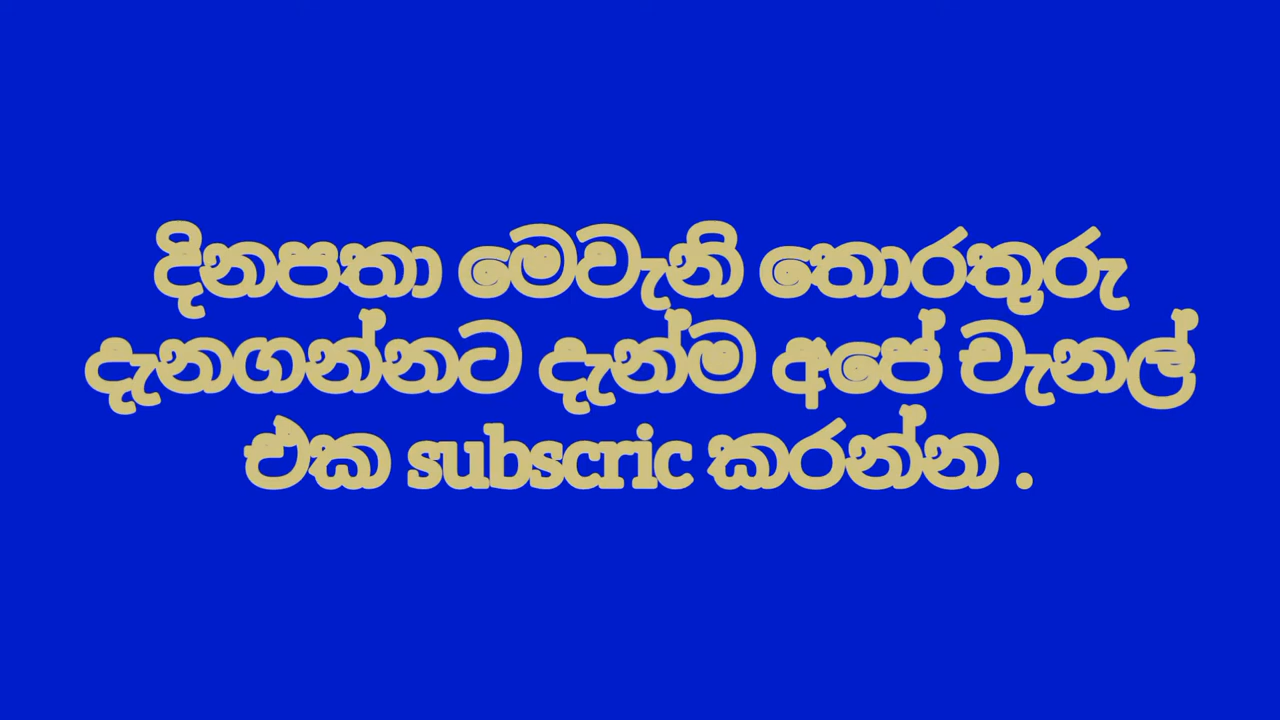 දිනපතා මෙවැනි තොරතුරු
දැනගන්නට දැන්ම අපේ චැනල්
එක subscric කරන්න .